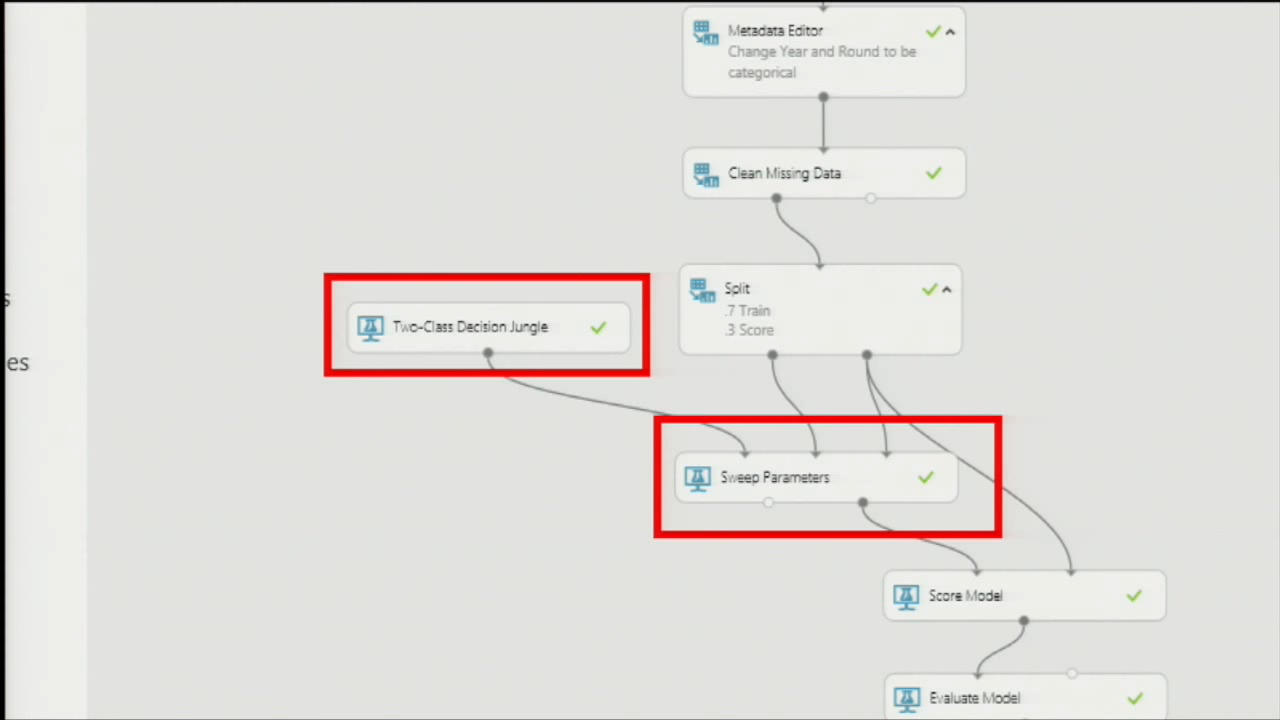 Metadata Editor
Change Year and Round to be
categorical
Clean Missing Data
Split
.7 Train
.3 Score
Two-Class Decision Jungle
es
Sweep Parameters
Score Model
Evaluate Model